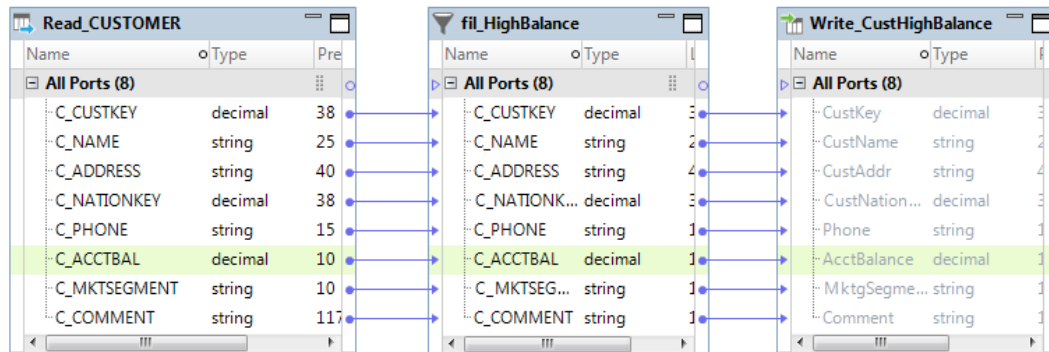 Read_CUSTOMER
Name Type Pre
All Ports (8)
C_CUSTKEY decimal 38
C_NAME string 25
C_ADDRESS string 40
C_NATIONKEY decimal 38
C_PHONE string 15
C_ACCTBAL decimal 10
C_MKTSEGMENT string 10
C_COMMENT string 117
fil_HighBalance
Name Type
All Ports (8)
C_CUSTKEY decimal
C_NAME string
C_ADDRESS string
C_NATIONK... decimal
C_PHONE string
C_ACCTBAL decimal
C_MKTSEG... string
C_COMMENT string
Write_CustHighBalance
Name Type
All Ports (8)
CustKey decimal
CustName string
CustAddr string
CustNation... decimal
Phone string
AcctBalance decimal
MktgSegme... string
Comment string